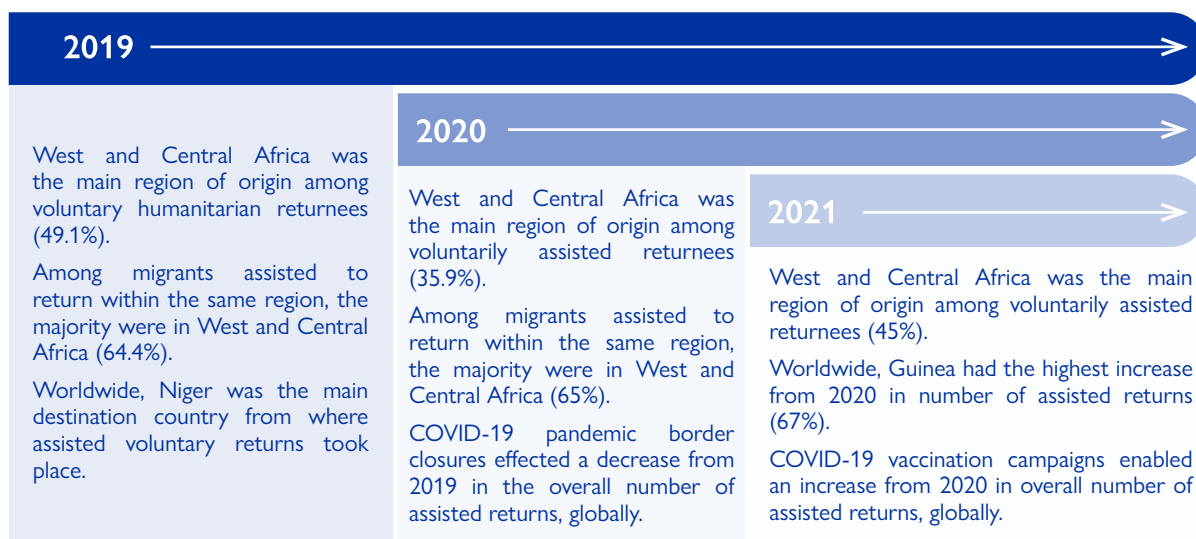 2019
West and Central Africa was
the main region of origin among
voluntary humanitarian returnees
(49.1%).
Among migrants assisted to
return within the same region, the
majority were in West and Central
Africa (64.4%).
Worldwide, Niger was the main
destination country from where
assisted voluntary returns took
place.
2020
West and Central Africa was
the main region of origin among
voluntarily assisted returnees
(35.9%).
Among migrants assisted to
return within the same region,
the majority were in West and
Central Africa (65%).
COVID-19 pandemic border
closures effected a decrease from
2019 in the overall number of
assisted returns, globally.
2021
West and Central Africa was the main
region of origin among voluntarily assisted
returnees (45%).
Worldwide, Guinea had the highest increase
from 2020 in number of assisted returns
(67%).
COVID-19 vaccination campaigns enabled
an increase from 2020 in overall number of
assisted returns, globally.